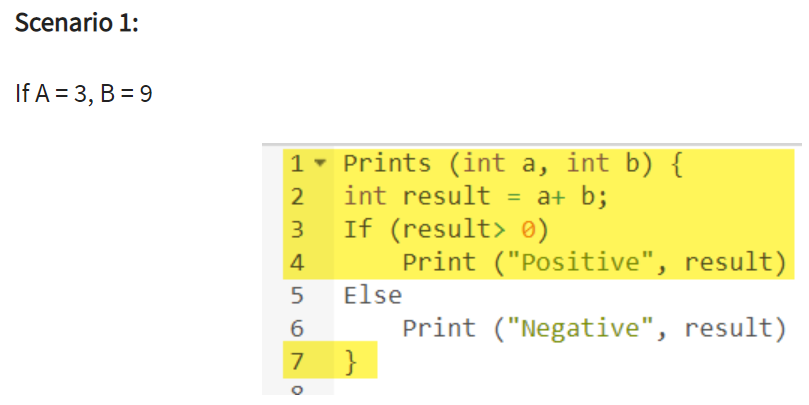 Scenario 1:
If A = 3, B = 9
1 Prints (int a, int b) {
2 int result = a+ b;
3 If (result> 0)
4 Print ("Positive", result)
5 Else
6 Print ("Negative", result)
7 }
8